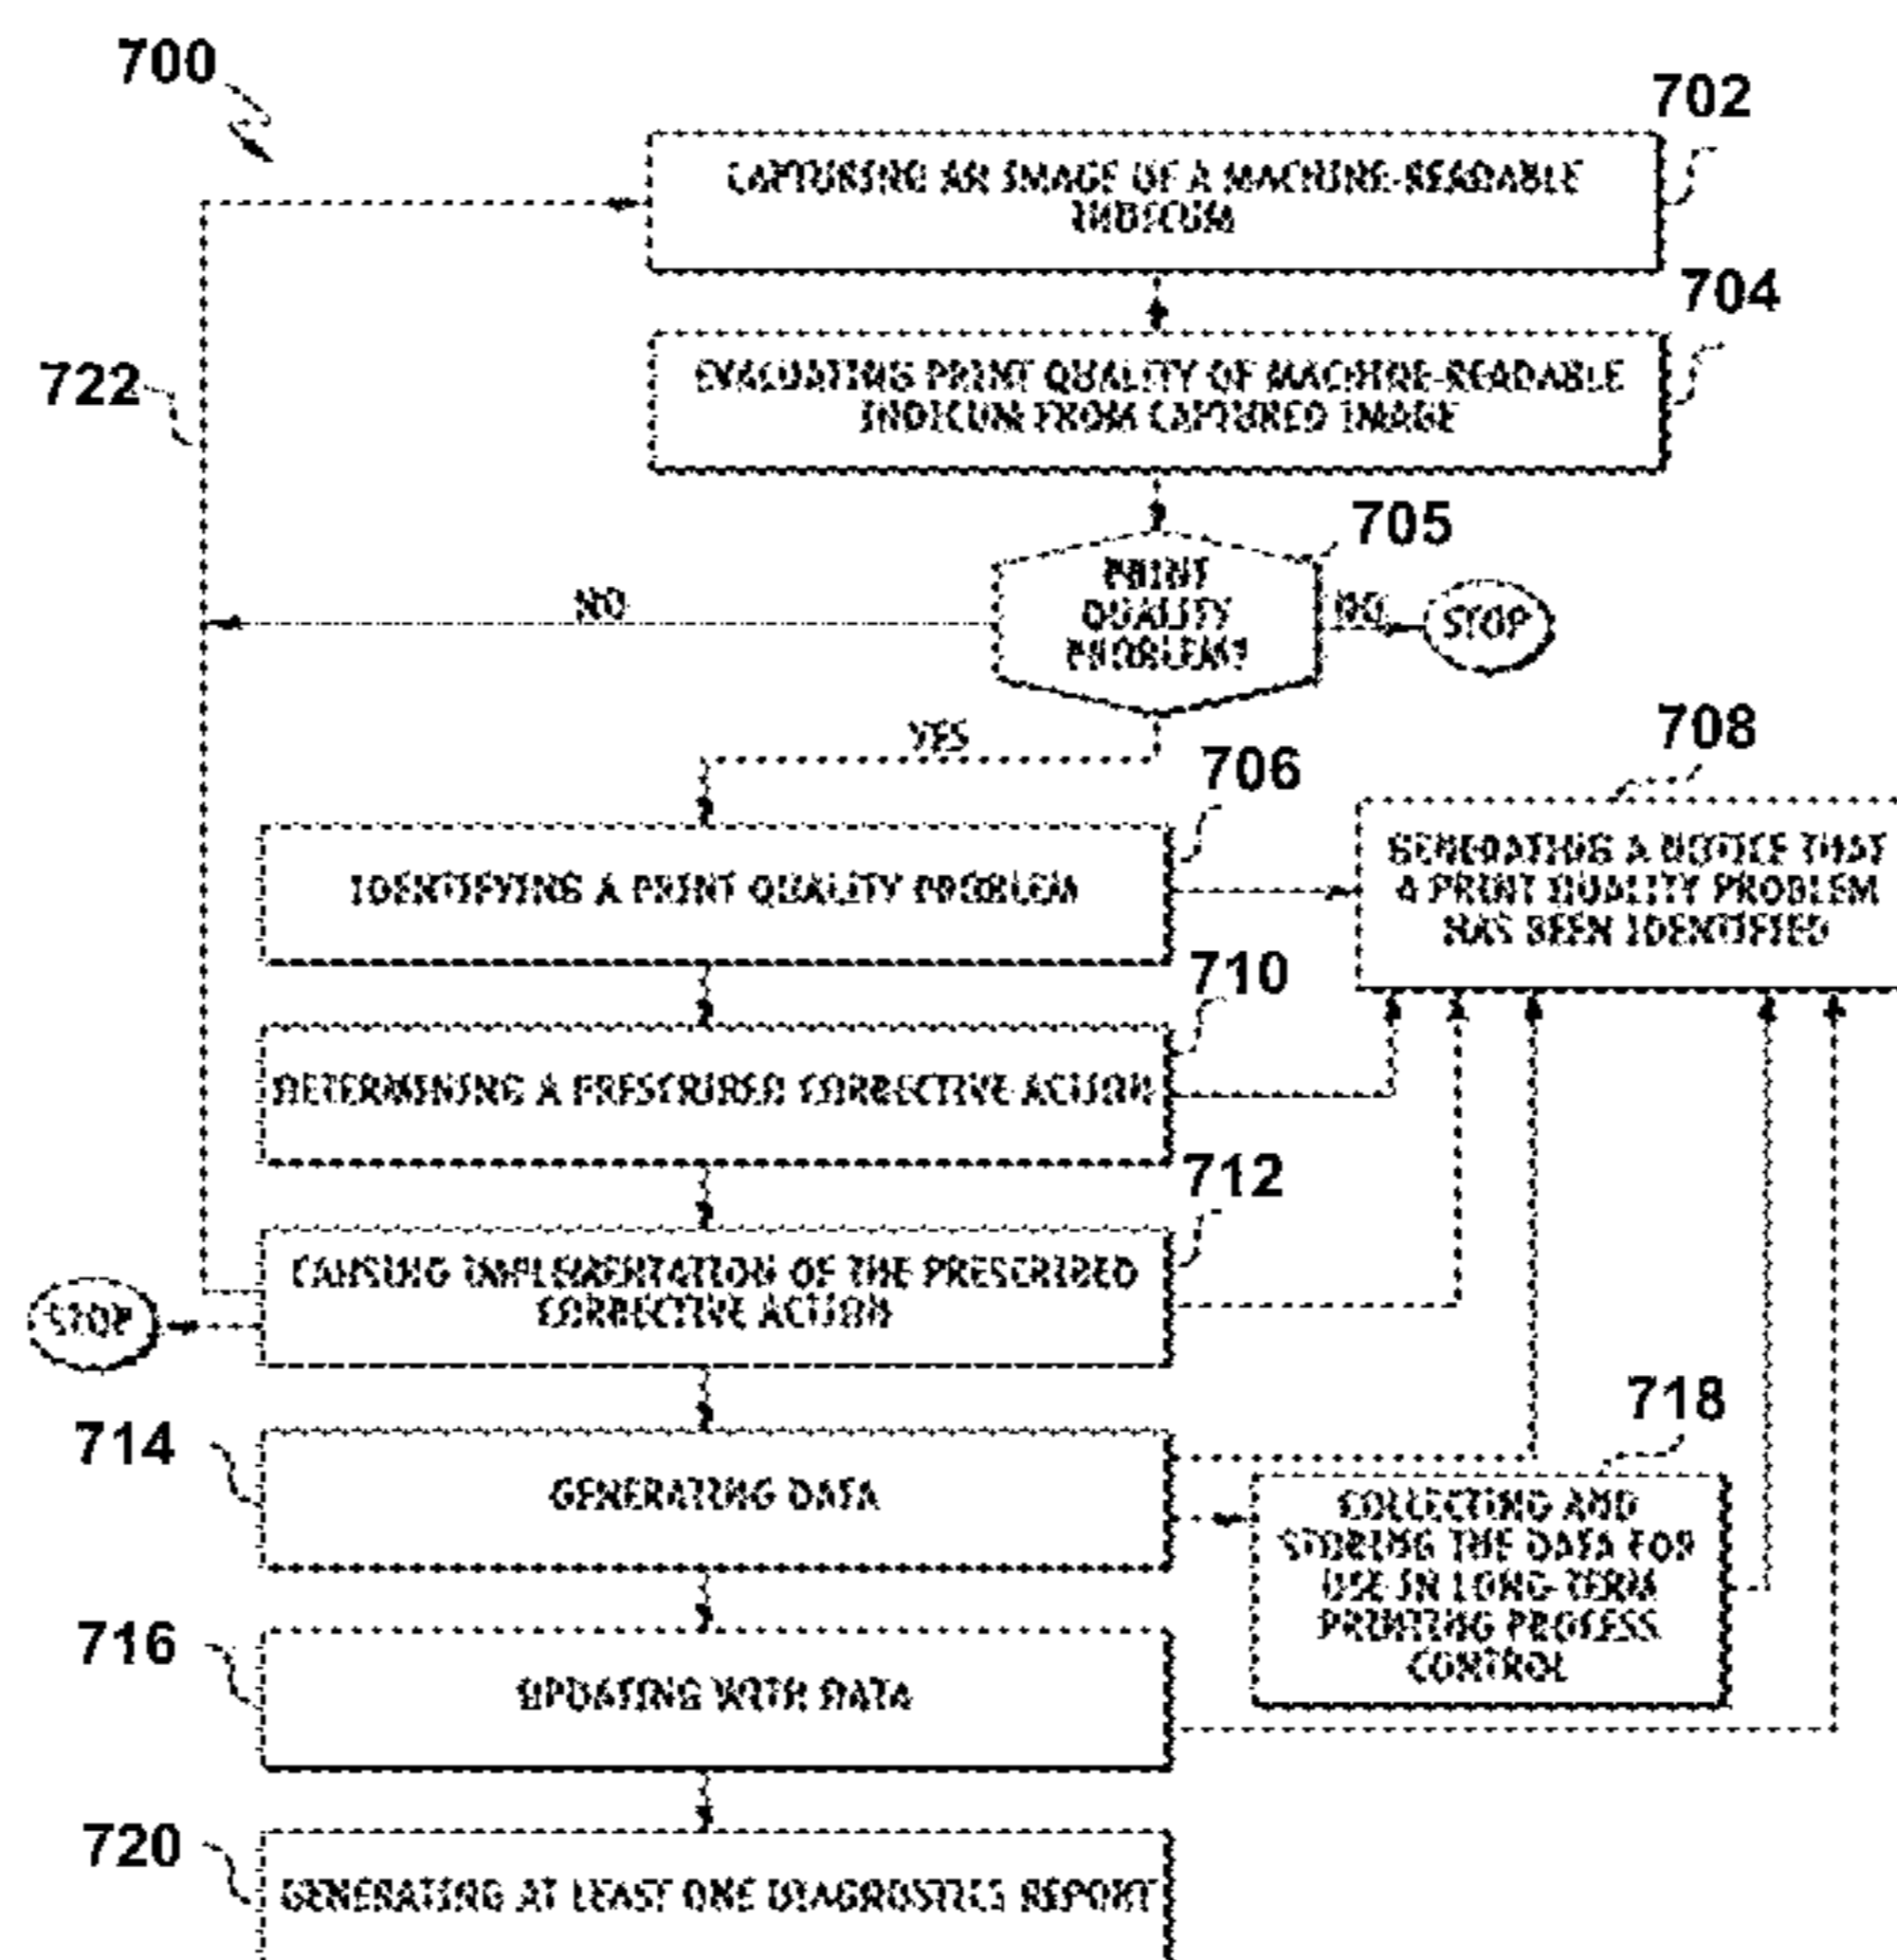 700
702
CAPTURING AN IMAGE OF A MACHINE-READABLE
INDICUM
704
722
EVALUATING PRINT QUALITY OF MACHINE-READABLE
INDICUM FROM CAPTURED IMAGE
705
PRINT
QUALITY
PROBLEM?
NO
NO
STOP
YES
706
708
IDENTIFYING A PRINT QUALITY PROBLEM
GENERATING A NOTICE THAT
A PRINT QUALITY PROBLEM
HAS BEEN IDENTIFIED
710
DETERMINING A PRESCRIBED CORRECTIVE ACTION
712
CAUSING IMPLEMENTATION OF THE PRESCRIBED
CORRECTIVE ACTION
STOP
714
GENERATING DATA
718
COLLECTING AND
STORING THE DATA FOR
USE IN LONG-TERM
PRINTING PROCESS
CONTROL
716
UPDATING WITH DATA
720
GENERATING AT LEAST ONE DIAGNOSTICS REPORT